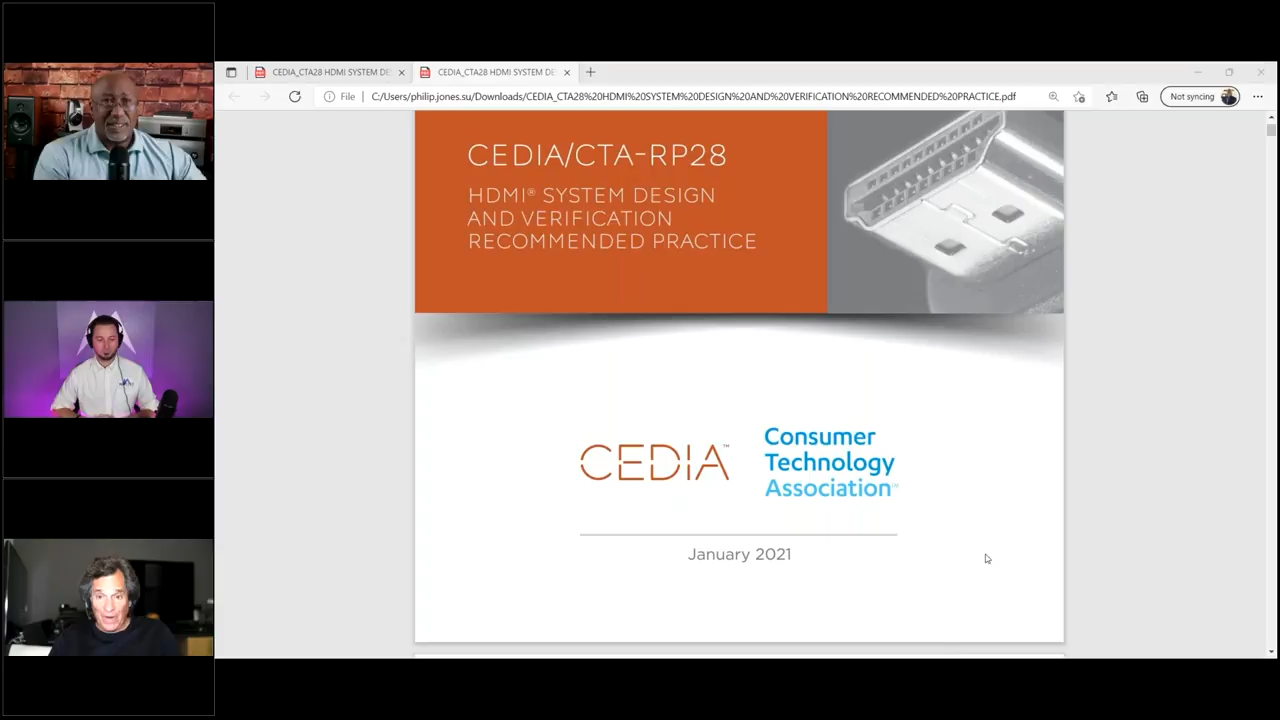 CEDIA_CTA28 HDMI SYSTEM DE
CEDIA_CTA28 HDMI SYSTEM DE
File
C:/Users/philip.jones.su/Downloads/CEDIA_CTA28%20HDMI%20SYSTEM%20DESIGN%20AND%20VERIFICATION%20RECOMMENDED%20PRACTICE.pdf
Not syncing
CEDIA/CTA-RP28
HDMI® SYSTEM DESIGN
AND VERIFICATION
RECOMMENDED PRACTICE
CEDIA™
Consumer
Technology
Association™
January 2021